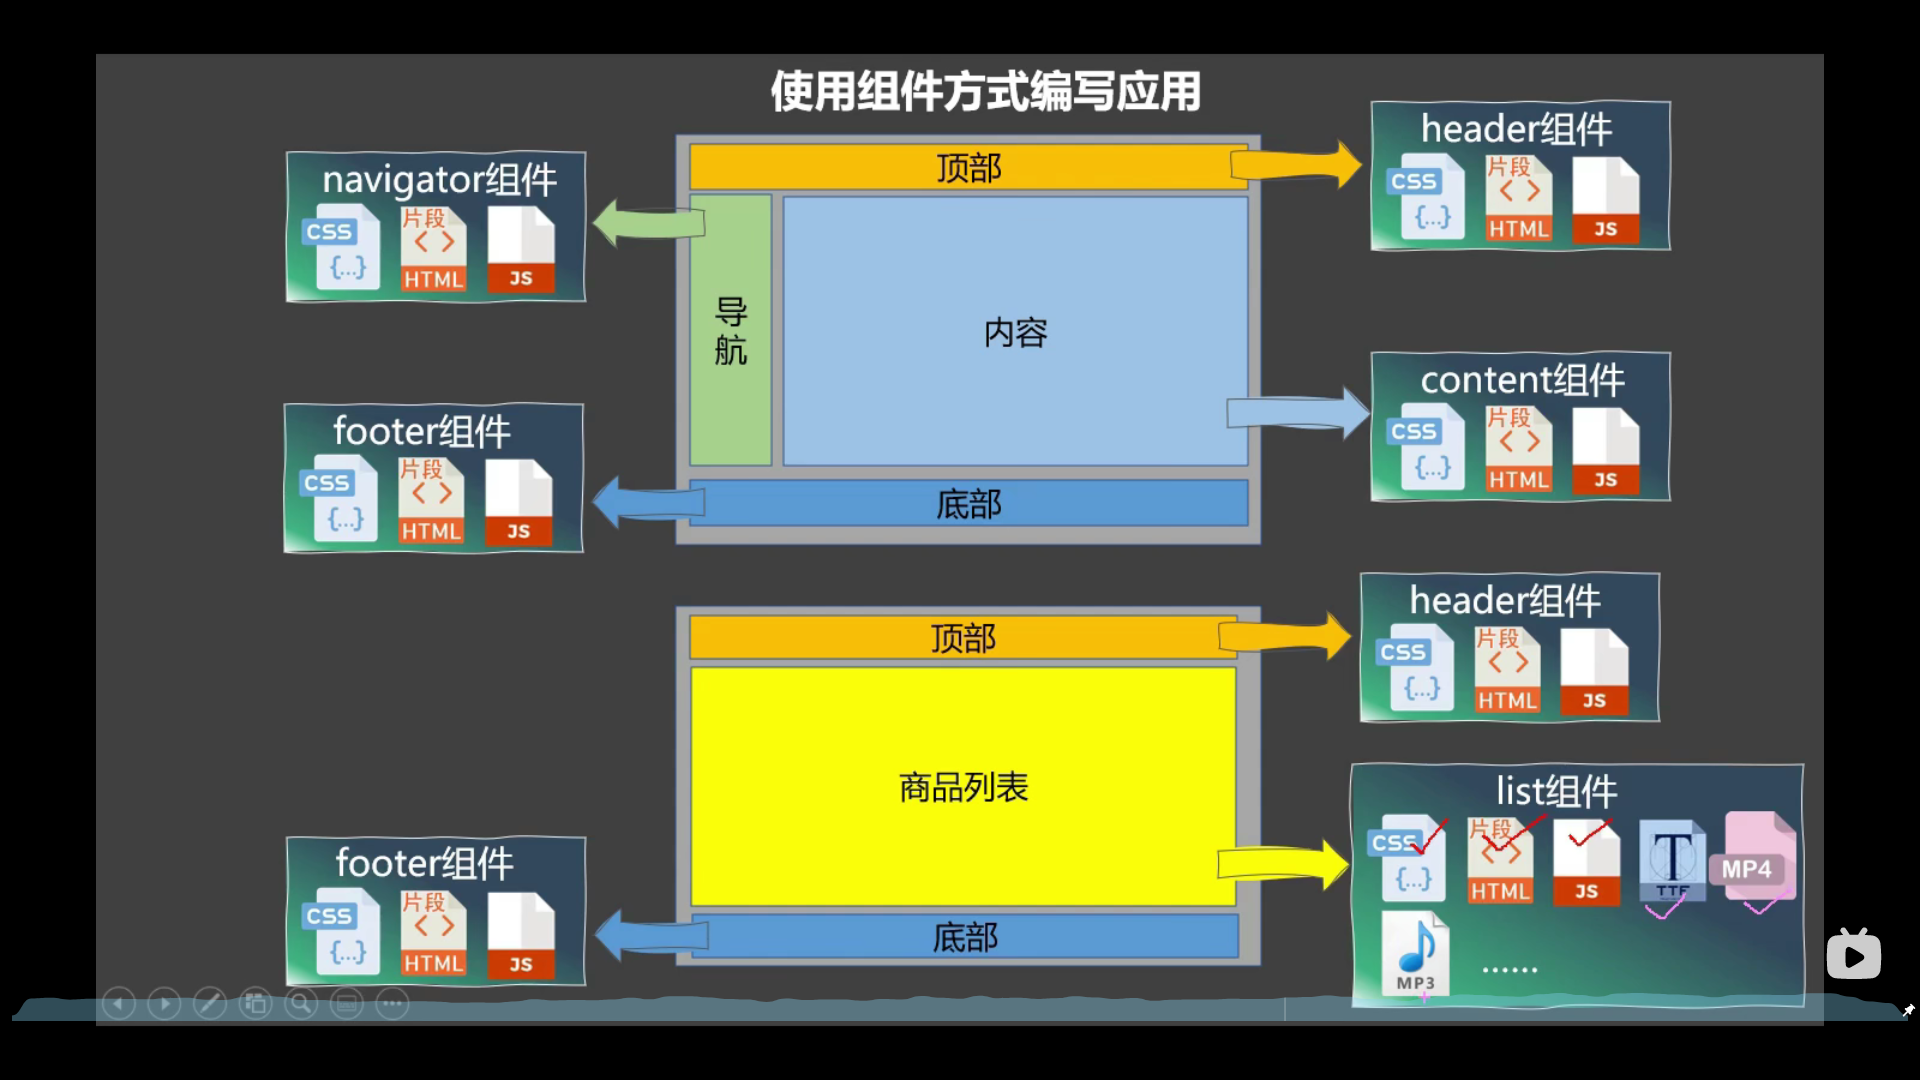 使用组件方式编写应用
navigator组件
CSS
{...}
片段
< >
HTML
JS
footer组件
CSS
{...}
片段
< >
HTML
JS
顶部
导
航
内容
底部
header组件
CSS
{...}
片段
< >
HTML
JS
content组件
CSS
{...}
片段
< >
HTML
JS
顶部
商品列表
底部
footer组件
CSS
{...}
片段
< >
HTML
JS
header组件
CSS
{...}
片段
< >
HTML
JS
list组件
CSS
{...}
片段
< >
HTML
JS
T
TTF
MP4
MP3
......